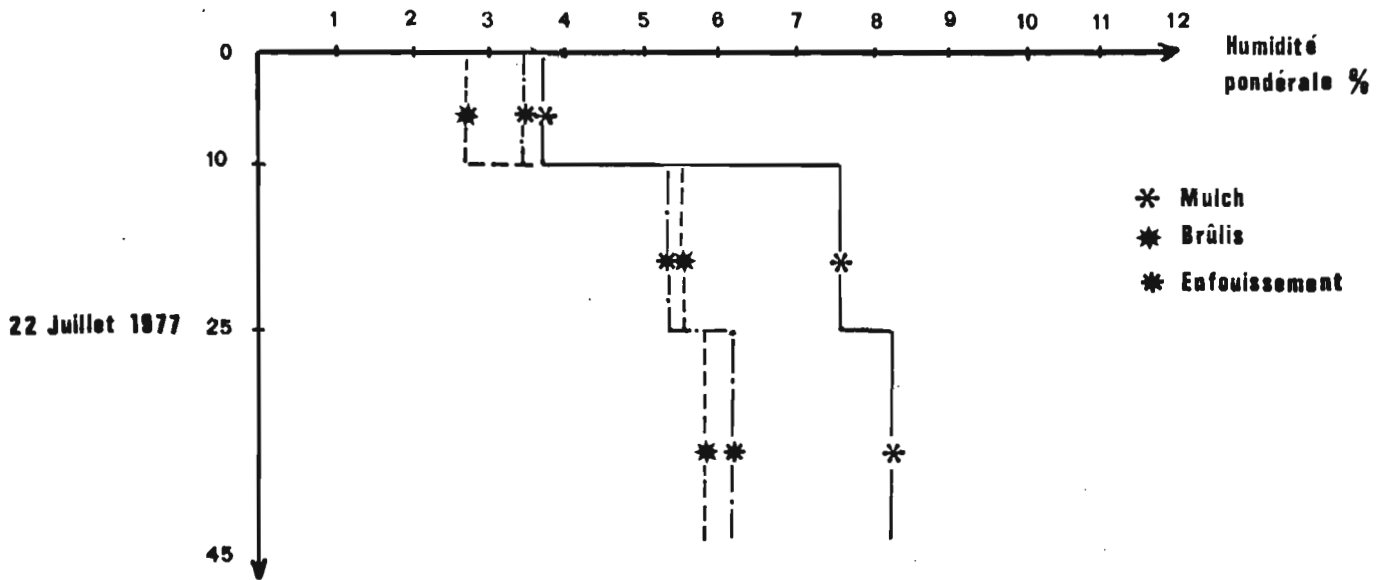 1 2 3 4 5 6 7 8 9 10 11 12
0
Humidité
pondérale %
10
Mulch
Brûlis
Enfouissement
22 Juillet 1977
25
45